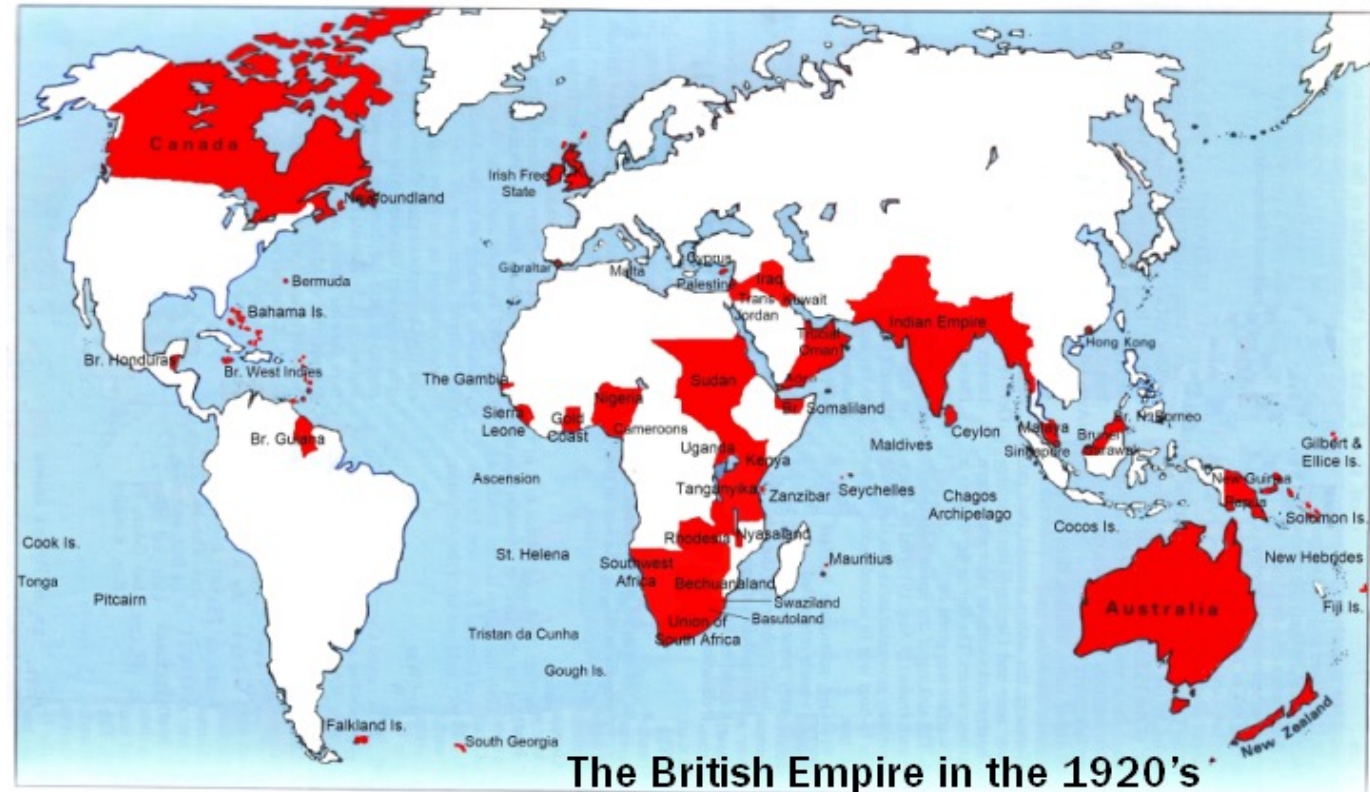 Canada
Newfoundland
Irish Free
State
Bermuda
Bahama Is.
Br. Honduras
Br. West Indies
Br. Guiana
Gibraltar
Malta
Cyprus
Palestine
Iraq
Trans
Jordan
Kuwait
Trucial
Oman
Aden
Indian Empire
Hong Kong
The Gambia
Sierra
Leone
Gold
Coast
Nigeria
Cameroons
Sudan
Br. Somaliland
Uganda
Kenya
Tanganyika
Zanzibar
Seychelles
Maldives
Ceylon
Chagos
Archipelago
Malaya
Singapore
Brunei
Sarawak
Br. N. Borneo
Cocos Is.
New Guinea
Papua
Gilbert &
Ellice Is.
Solomon Is.
New Hebrides
Fiji Is.
Ascension
St. Helena
Tristan da Cunha
Gough Is.
Rhodesia
Nyasaland
Southwest
Africa
Bechuanaland
Swaziland
Basutoland
Union of
South Africa
Mauritius
Cook Is.
Tonga
Pitcairn
Falkland Is.
South Georgia
Australia
New Zealand
The British Empire in the 1920's